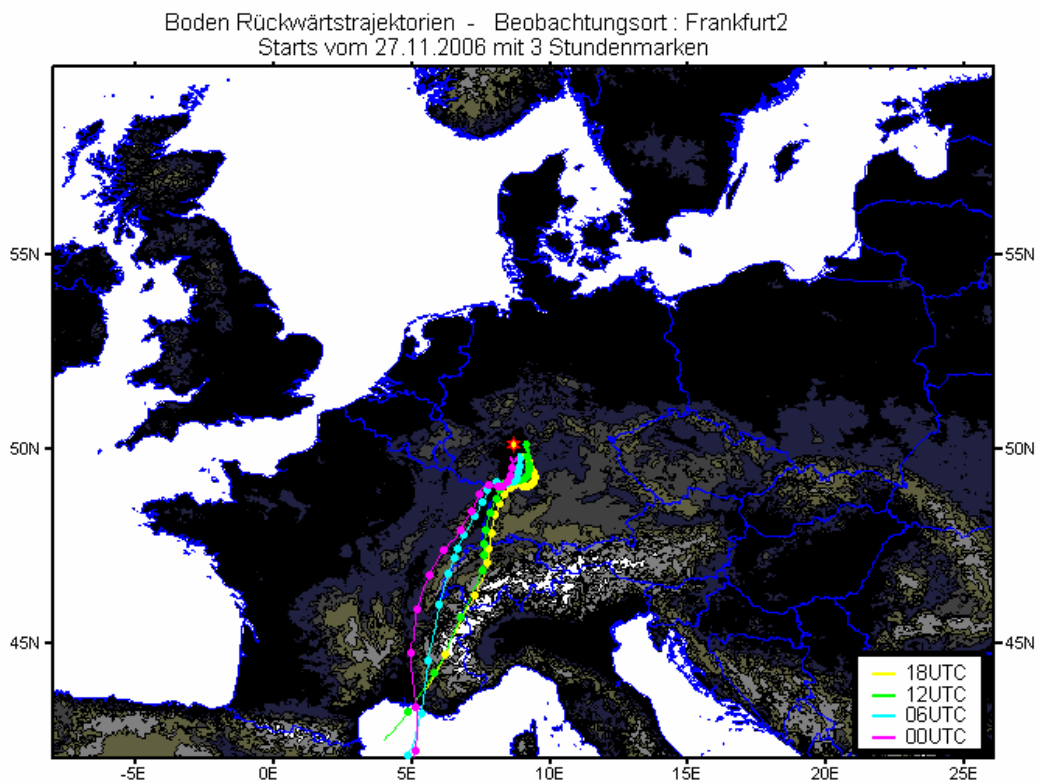 Boden Rückwärtstrajektorien - Beobachtungsort : Frankfurt2
Starts vom 27.11.2006 mit 3 Stundenmarken
55N 55N
50N 50N
45N 45N
18UTC
12UTC
06UTC
00UTC
-5E 0E 5E 10E 15E 20E 25E